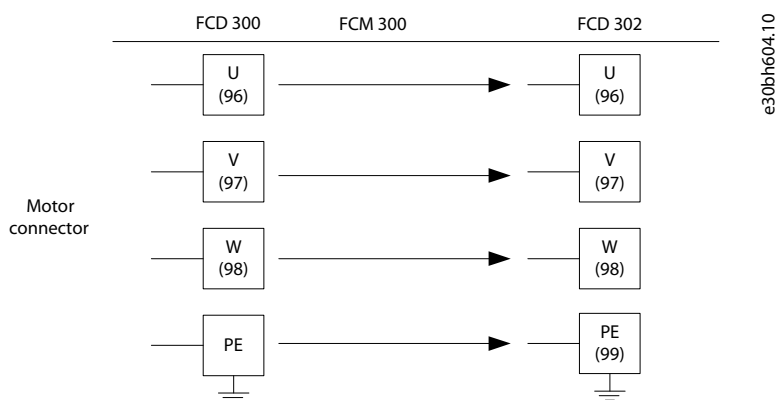 FCD 300 FCM 300 FCD 302
U U
(96) (96)
V V
(97) (97)
Motor
connector
W W
(98) (98)
PE PE
(99)
e30bh604.10